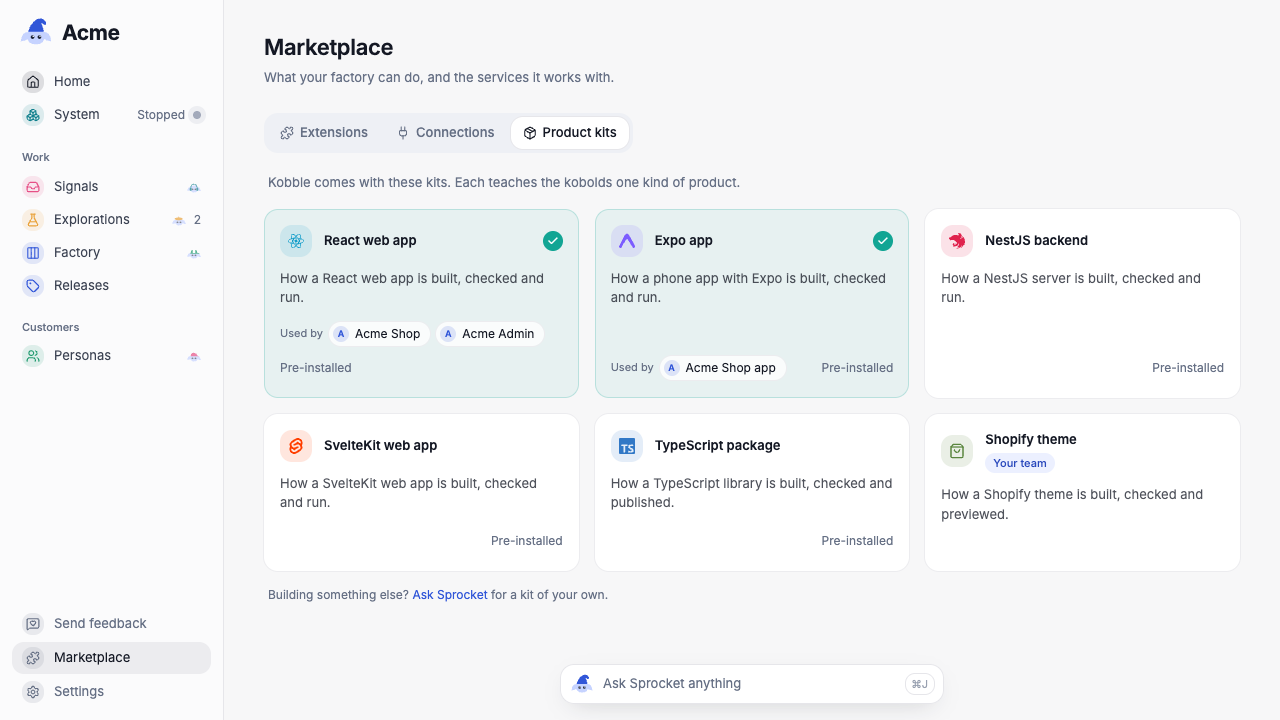 Acme
Home
System
Stopped
Work
Signals
Explorations
2
Factory
Releases
Customers
Personas
Send feedback
Marketplace
Settings
Marketplace
What your factory can do, and the services it works with.
Extensions
Connections
Product kits
Kobble comes with these kits. Each teaches the kobolds one kind of product.
React web app
How a React web app is built, checked and
run.
Used by
A
Acme Shop
A
Acme Admin
Pre-installed
Expo app
How a phone app with Expo is built, checked
and run.
Used by
A
Acme Shop app
Pre-installed
NestJS backend
How a NestJS server is built, checked and
run.
Pre-installed
SvelteKit web app
How a SvelteKit web app is built, checked
and run.
Pre-installed
TS
TypeScript package
How a TypeScript library is built, checked and
published.
Pre-installed
Shopify theme
Your team
How a Shopify theme is built, checked and
previewed.
Building something else? Ask Sprocket for a kit of your own.
Ask Sprocket anything
⌘J